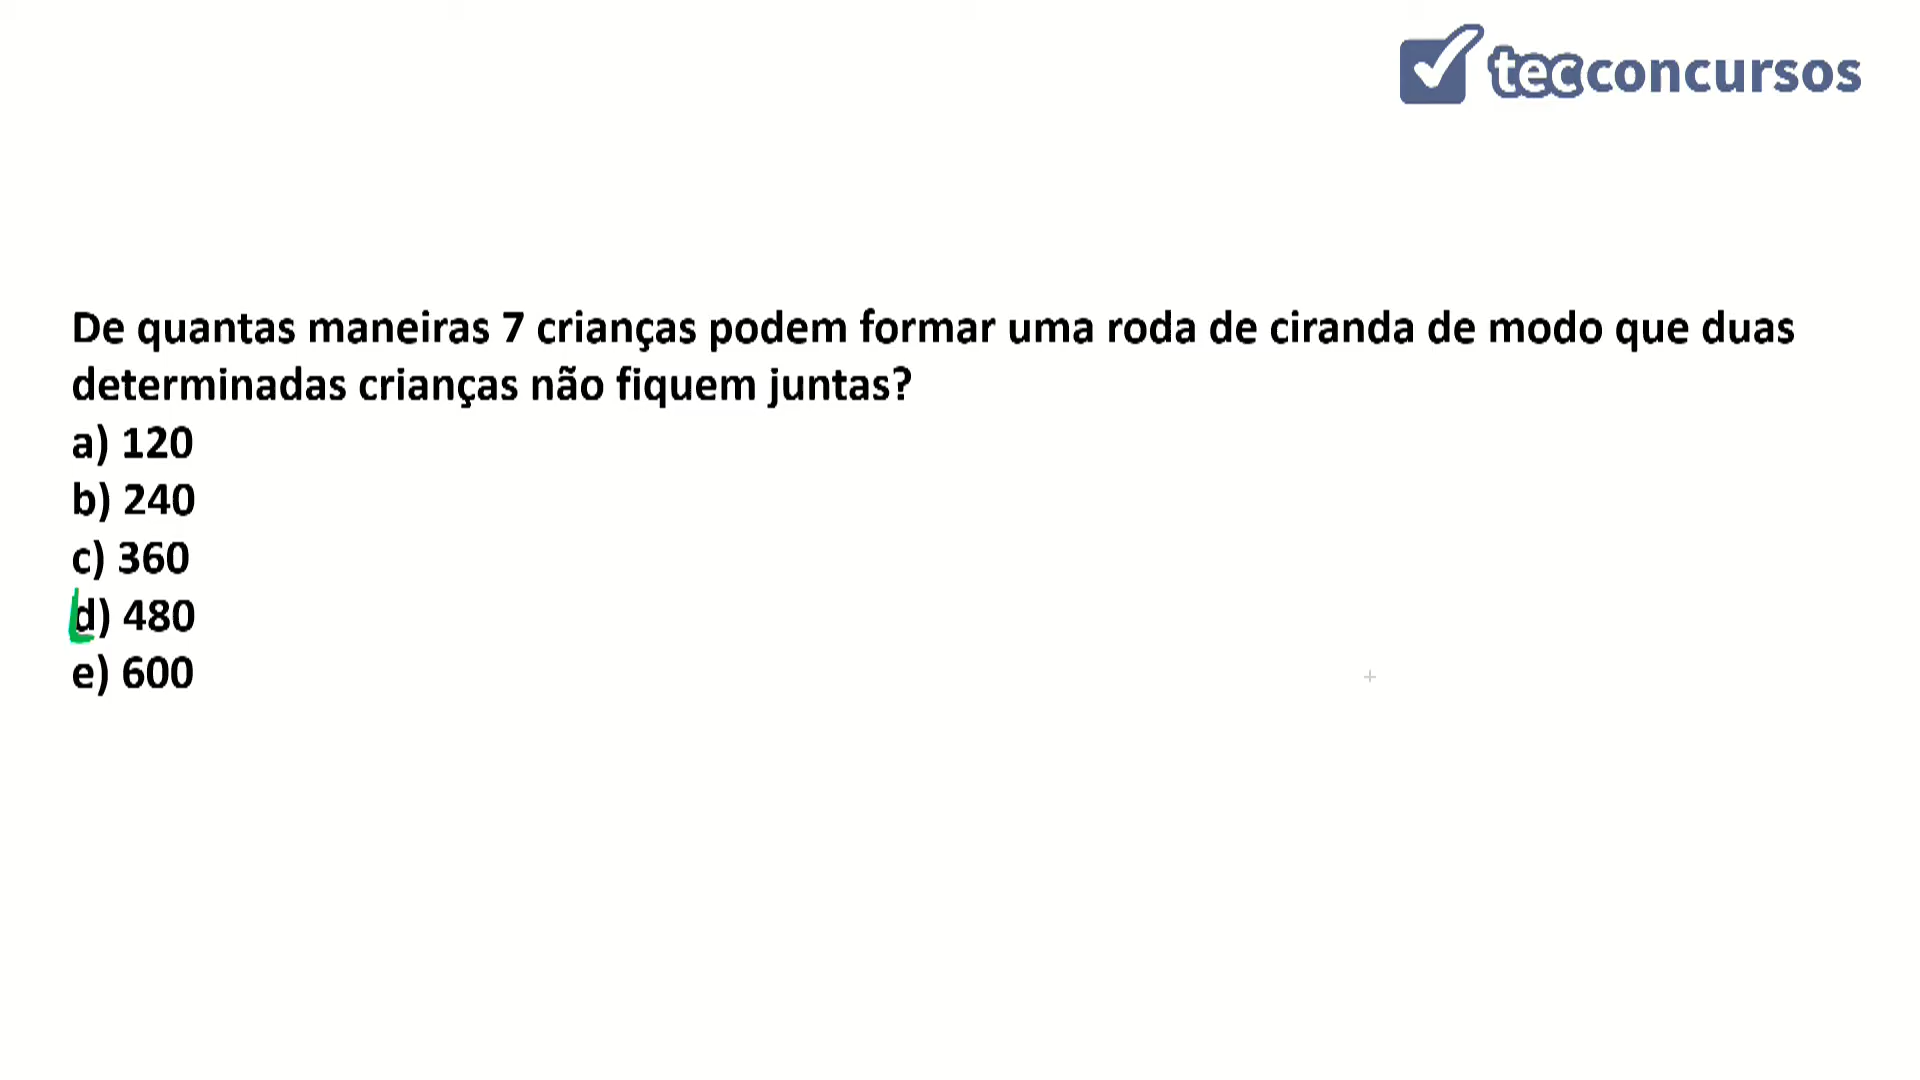 tecconcursos
De quantas maneiras 7 crianças podem formar uma roda de ciranda de modo que duas
determinadas crianças não fiquem juntas?
a) 120
b) 240
c) 360
d) 480
e) 600